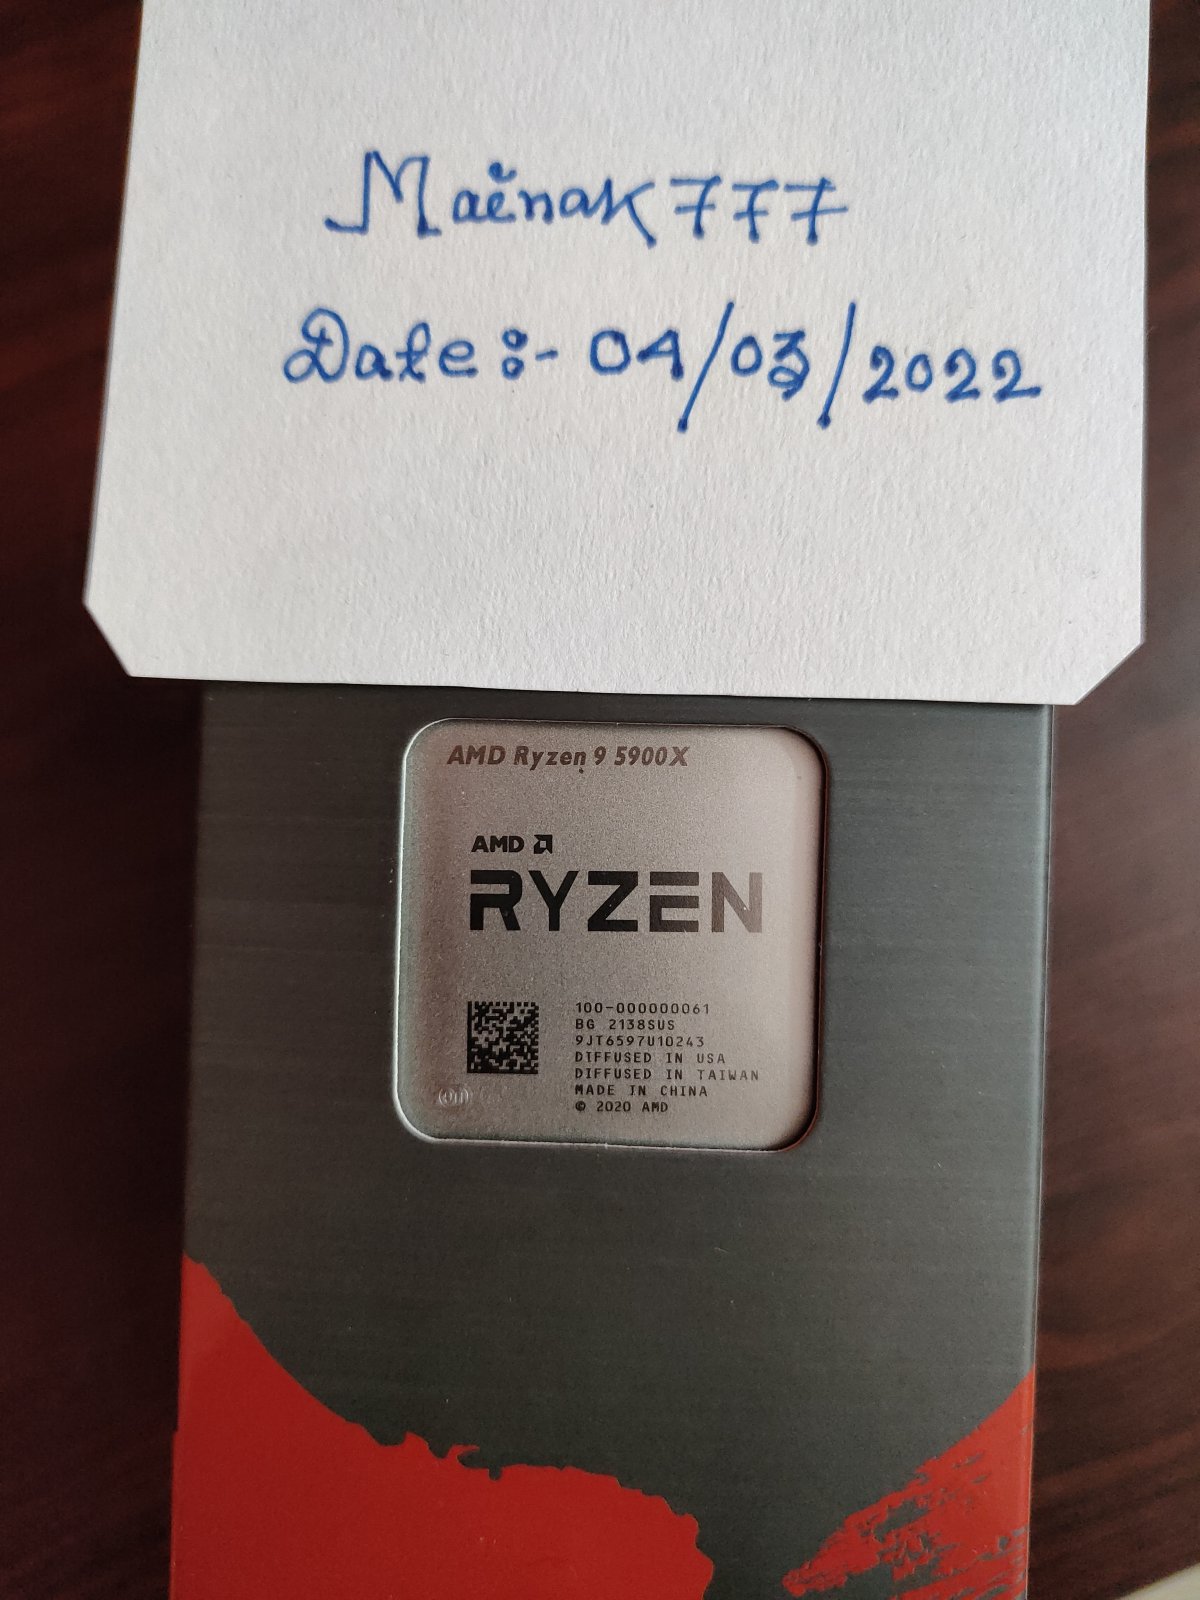 Mainak777
Date :- 04/03/2022
AMD Ryzen 9 5900X
AMD
RYZEN
100-000000061
BG 2138SUS
9JT6597U10243
DIFFUSED IN USA
DIFFUSED IN TAIWAN
MADE IN CHINA
© 2020 AMD